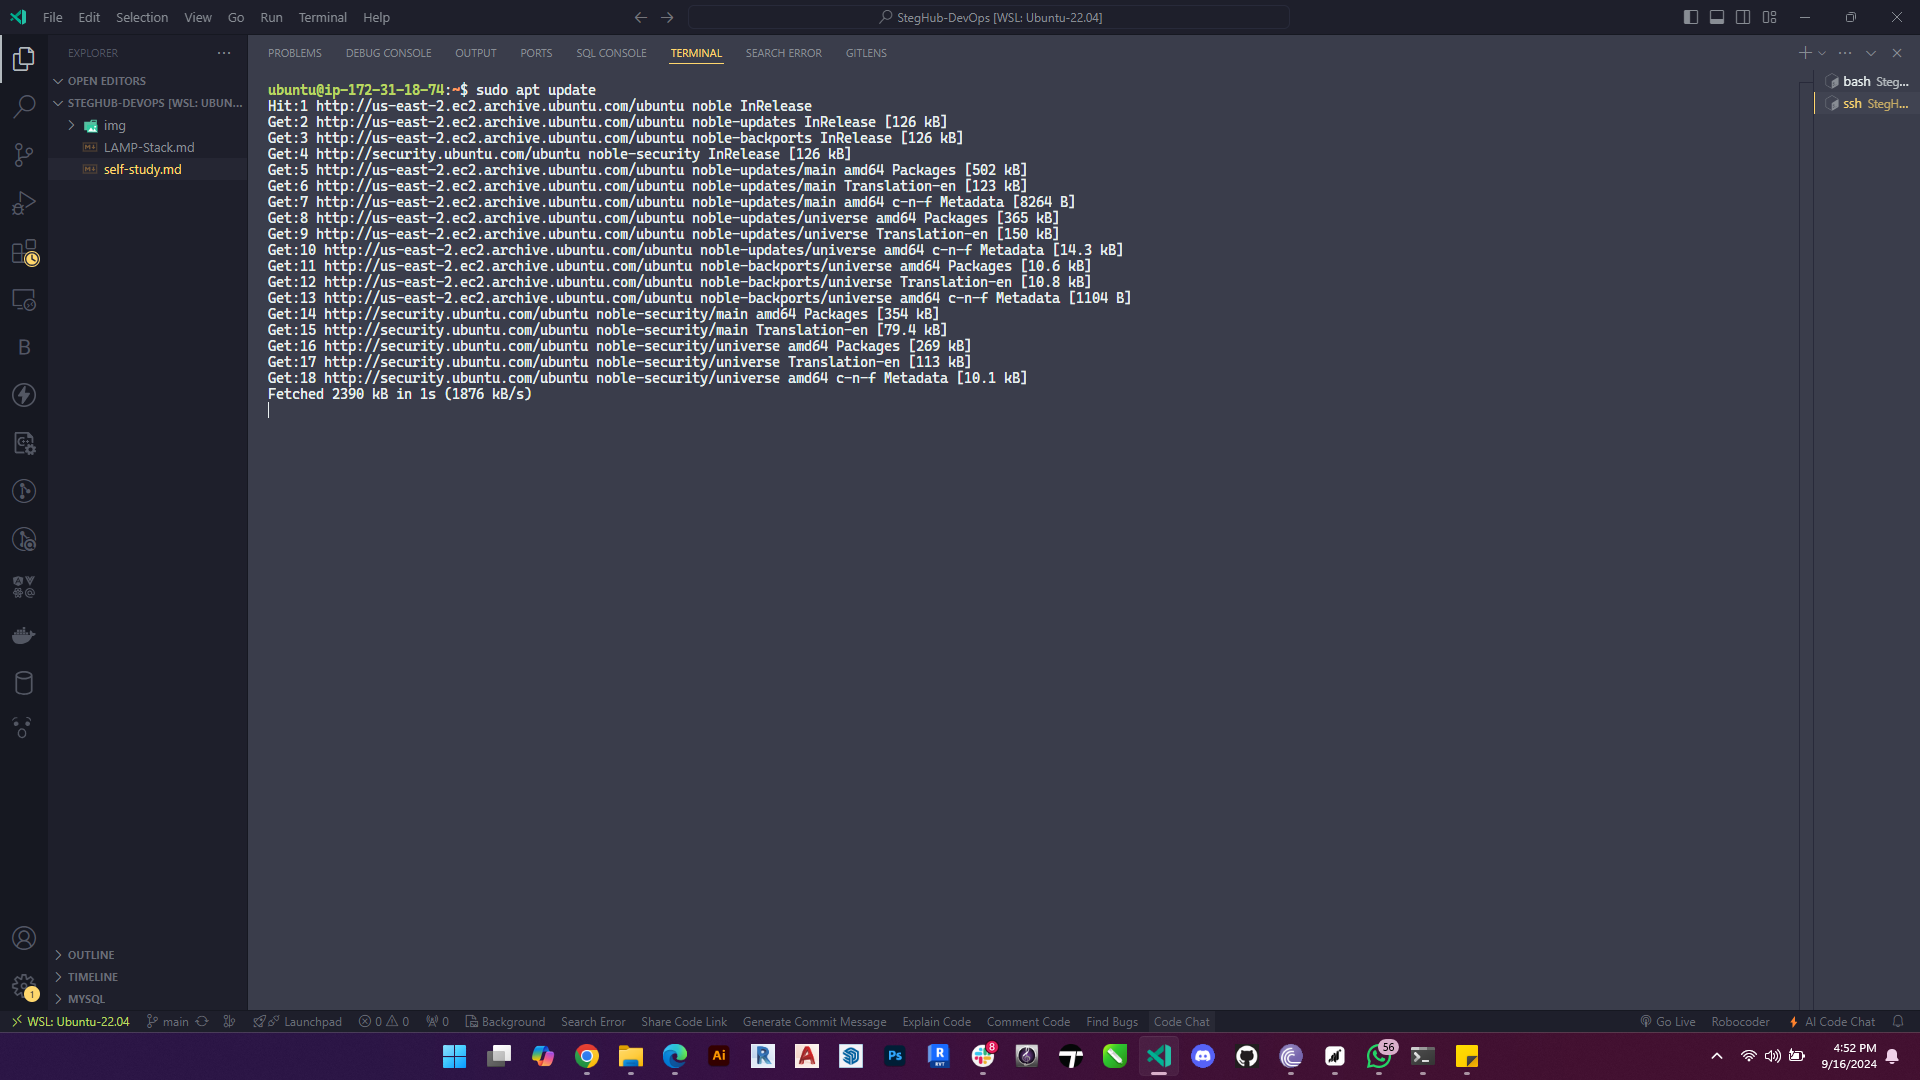 File Edit Selection View Go Run Terminal Help
StegHub-DevOps [WSL: Ubuntu-22.04]
EXPLORER
OPEN EDITORS
STEGHUB-DEVOPS [WSL: UBUN...
img
LAMP-Stack.md
self-study.md
PROBLEMS DEBUG CONSOLE OUTPUT PORTS SQL CONSOLE TERMINAL SEARCH ERROR GITLENS
ubuntu@ip-172-31-18-74:~$ sudo apt update
Hit:1 http://us-east-2.ec2.archive.ubuntu.com/ubuntu noble InRelease
Get:2 http://us-east-2.ec2.archive.ubuntu.com/ubuntu noble-updates InRelease [126 kB]
Get:3 http://us-east-2.ec2.archive.ubuntu.com/ubuntu noble-backports InRelease [126 kB]
Get:4 http://security.ubuntu.com/ubuntu noble-security InRelease [126 kB]
Get:5 http://us-east-2.ec2.archive.ubuntu.com/ubuntu noble-updates/main amd64 Packages [502 kB]
Get:6 http://us-east-2.ec2.archive.ubuntu.com/ubuntu noble-updates/main Translation-en [123 kB]
Get:7 http://us-east-2.ec2.archive.ubuntu.com/ubuntu noble-updates/main amd64 c-n-f Metadata [8264 B]
Get:8 http://us-east-2.ec2.archive.ubuntu.com/ubuntu noble-updates/universe amd64 Packages [365 kB]
Get:9 http://us-east-2.ec2.archive.ubuntu.com/ubuntu noble-updates/universe Translation-en [150 kB]
Get:10 http://us-east-2.ec2.archive.ubuntu.com/ubuntu noble-updates/universe amd64 c-n-f Metadata [14.3 kB]
Get:11 http://us-east-2.ec2.archive.ubuntu.com/ubuntu noble-backports/universe amd64 Packages [10.6 kB]
Get:12 http://us-east-2.ec2.archive.ubuntu.com/ubuntu noble-backports/universe Translation-en [10.8 kB]
Get:13 http://us-east-2.ec2.archive.ubuntu.com/ubuntu noble-backports/universe amd64 c-n-f Metadata [1104 B]
Get:14 http://security.ubuntu.com/ubuntu noble-security/main amd64 Packages [354 kB]
Get:15 http://security.ubuntu.com/ubuntu noble-security/main Translation-en [79.4 kB]
Get:16 http://security.ubuntu.com/ubuntu noble-security/universe amd64 Packages [269 kB]
Get:17 http://security.ubuntu.com/ubuntu noble-security/universe Translation-en [113 kB]
Get:18 http://security.ubuntu.com/ubuntu noble-security/universe amd64 c-n-f Metadata [10.1 kB]
Fetched 2390 kB in 1s (1876 kB/s)
bash Steg...
ssh StegH...
B
OUTLINE
TIMELINE
MYSQL
1
WSL: Ubuntu-22.04 main Launchpad 0 0 0 Background Search Error Share Code Link Generate Commit Message Explain Code Comment Code Find Bugs Code Chat Go Live Robocoder AI Code Chat
Ai R A Ps R RVT 8 56
4:52 PM
9/16/2024